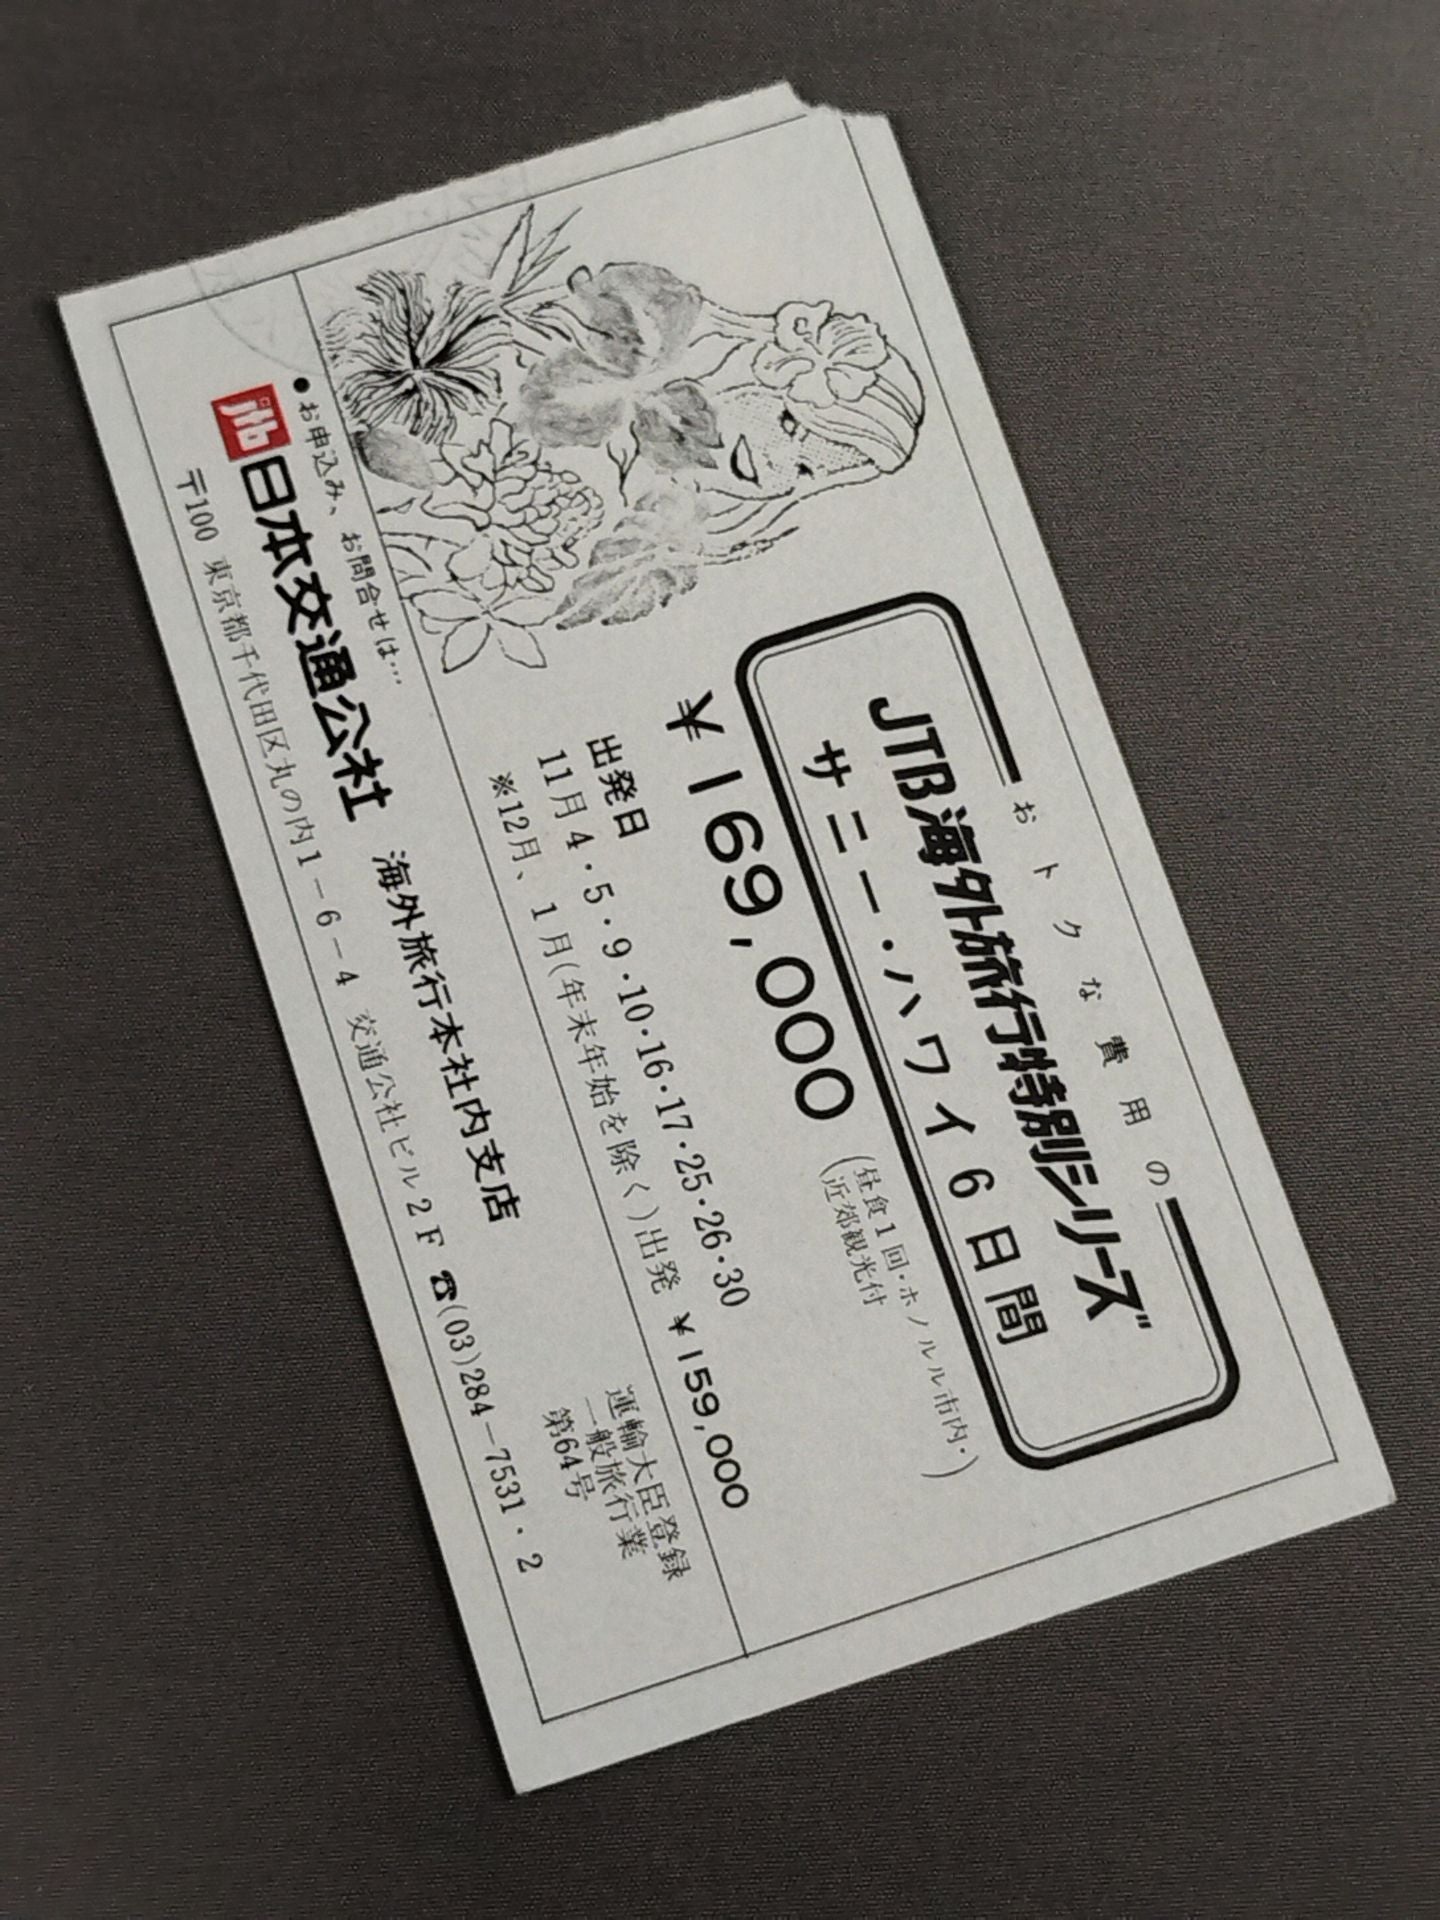 おトクな費用の
JTB海外旅行特別シリーズ
サニー・ハワイ6日間
¥169,000 (昼食1回・ホノルル市内・
近郊観光付)
出発日
11月4・5・9・10・16・17・25・26・30
※12月、1月(年末年始を除く)出発 ¥159,000
●お申込み、お問合せは…
jtb 日本交通公社 海外旅行本社内支店
〒100 東京都千代田区丸の内1-6-4 交通公社ビル2F ☎(03)284-7531・2
運輸大臣登録
一般旅行業
第64号